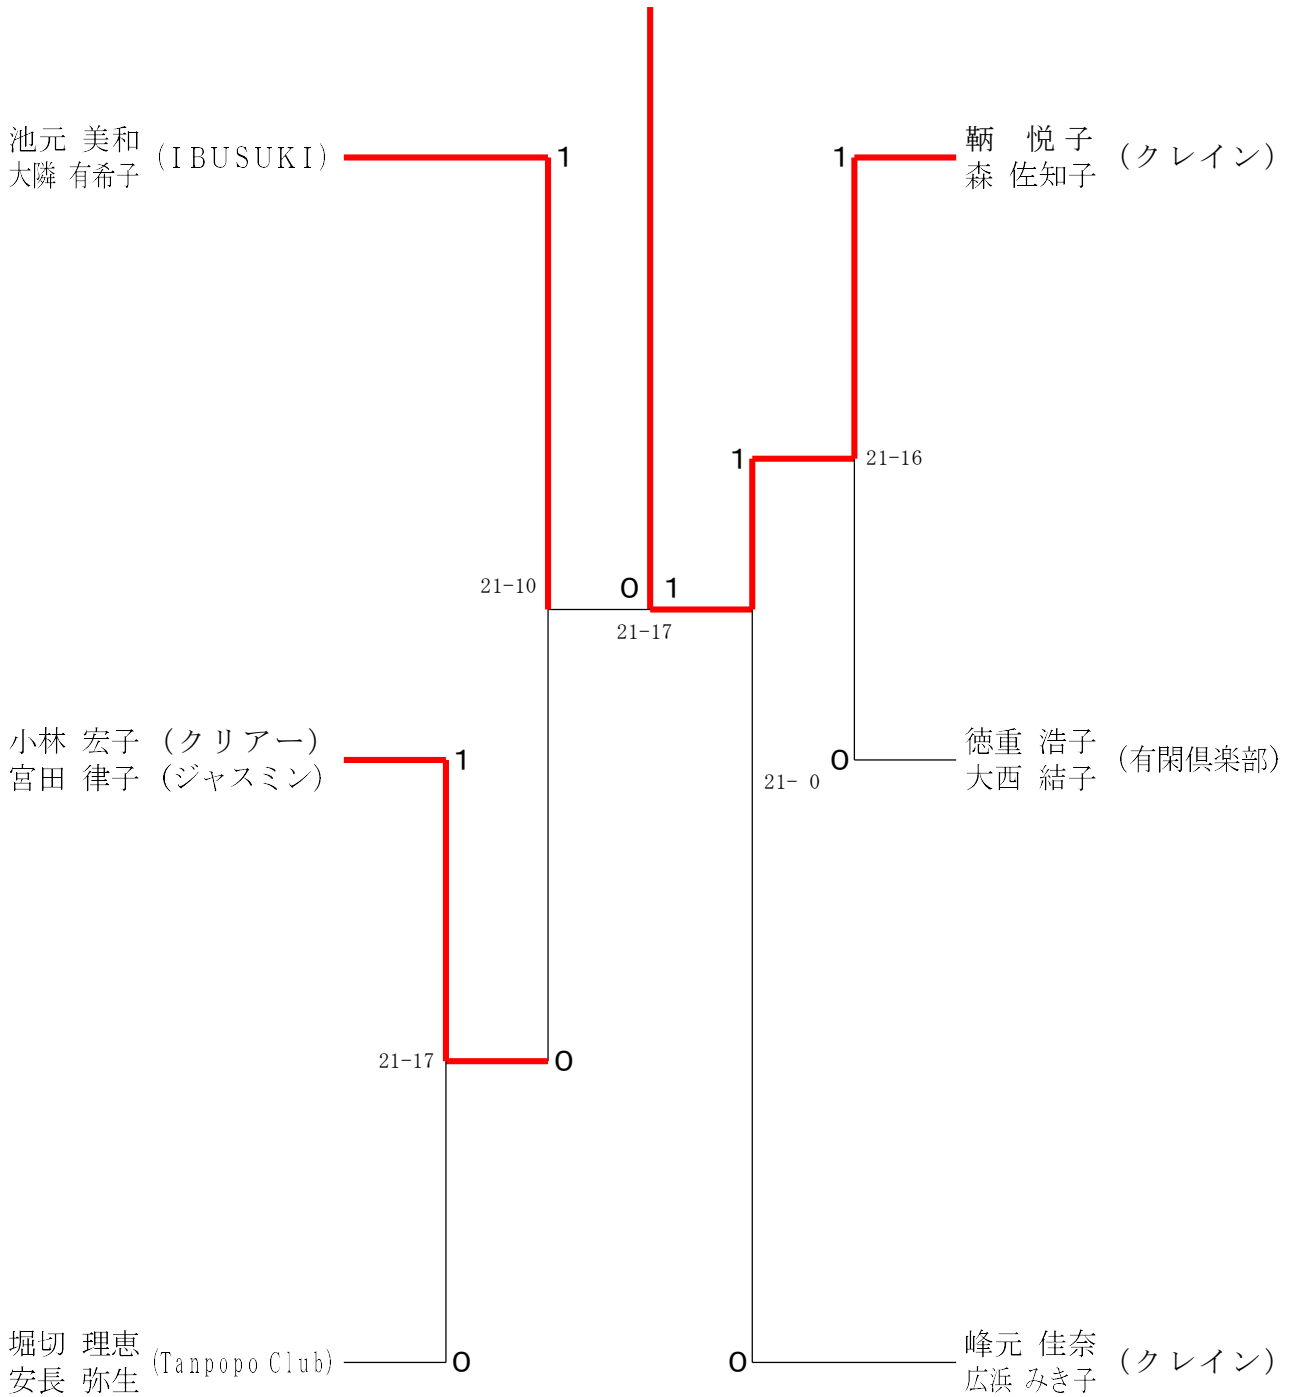 池元 美和 (IBUSUKI)
大隣 有希子
1
1
鞆 悦子 (クレイン)
森 佐知子
1
21-16
21-10
0 1
21-17
小林 宏子 (クリアー)
宮田 律子 (ジャスミン)
1
0
徳重 浩子 (有閑倶楽部)
大西 結子
21- 0
21-17
0
堀切 理恵 (Tanpopo Club)
安長 弥生
0
0
峰元 佳奈 (クレイン)
広浜 みき子